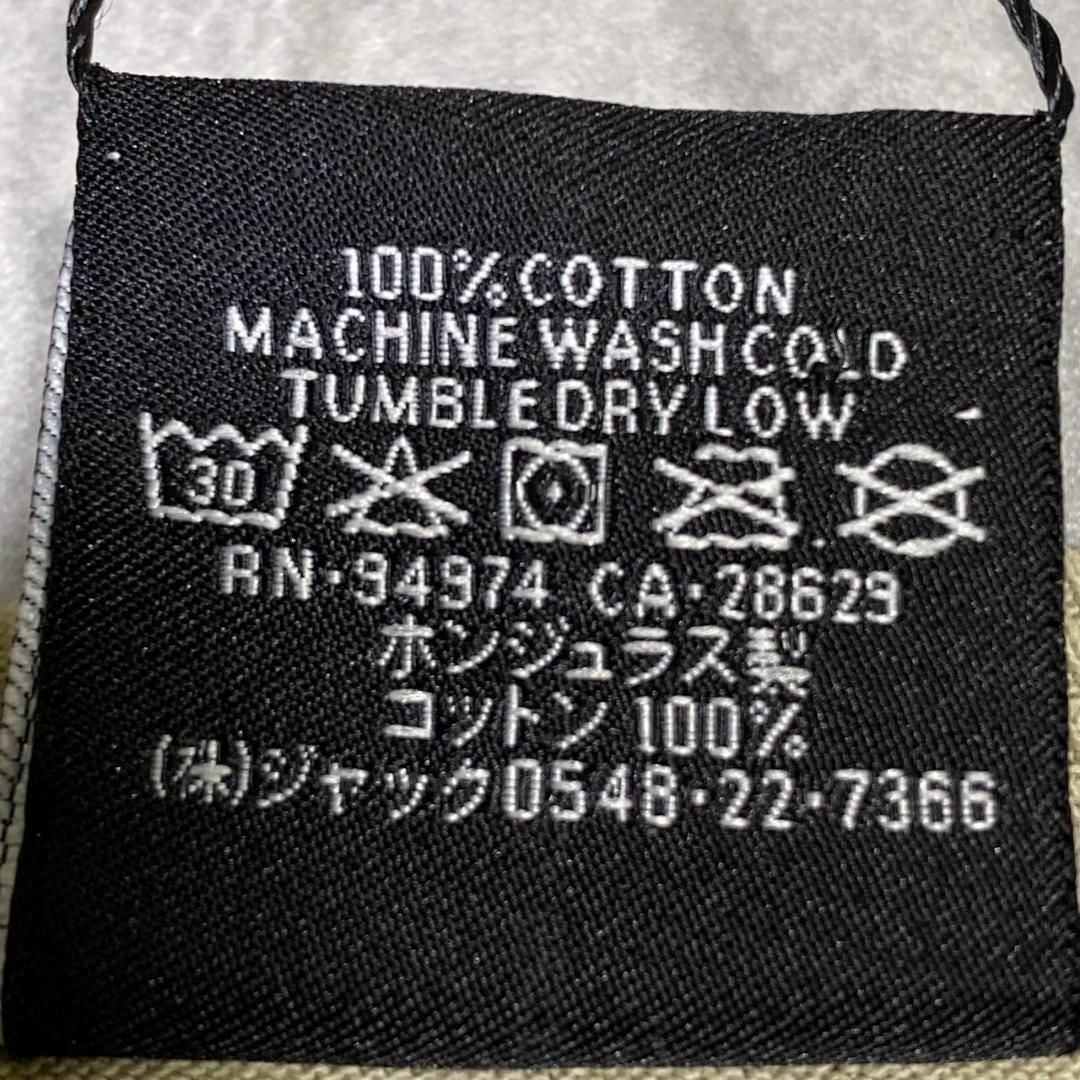 100% COTTON
MACHINE WASH COLD
TUMBLE DRY LOW
30
RN·94974 CA·28629
ホンジュラス製
コットン 100%
(株)ジャック0548·22·7366